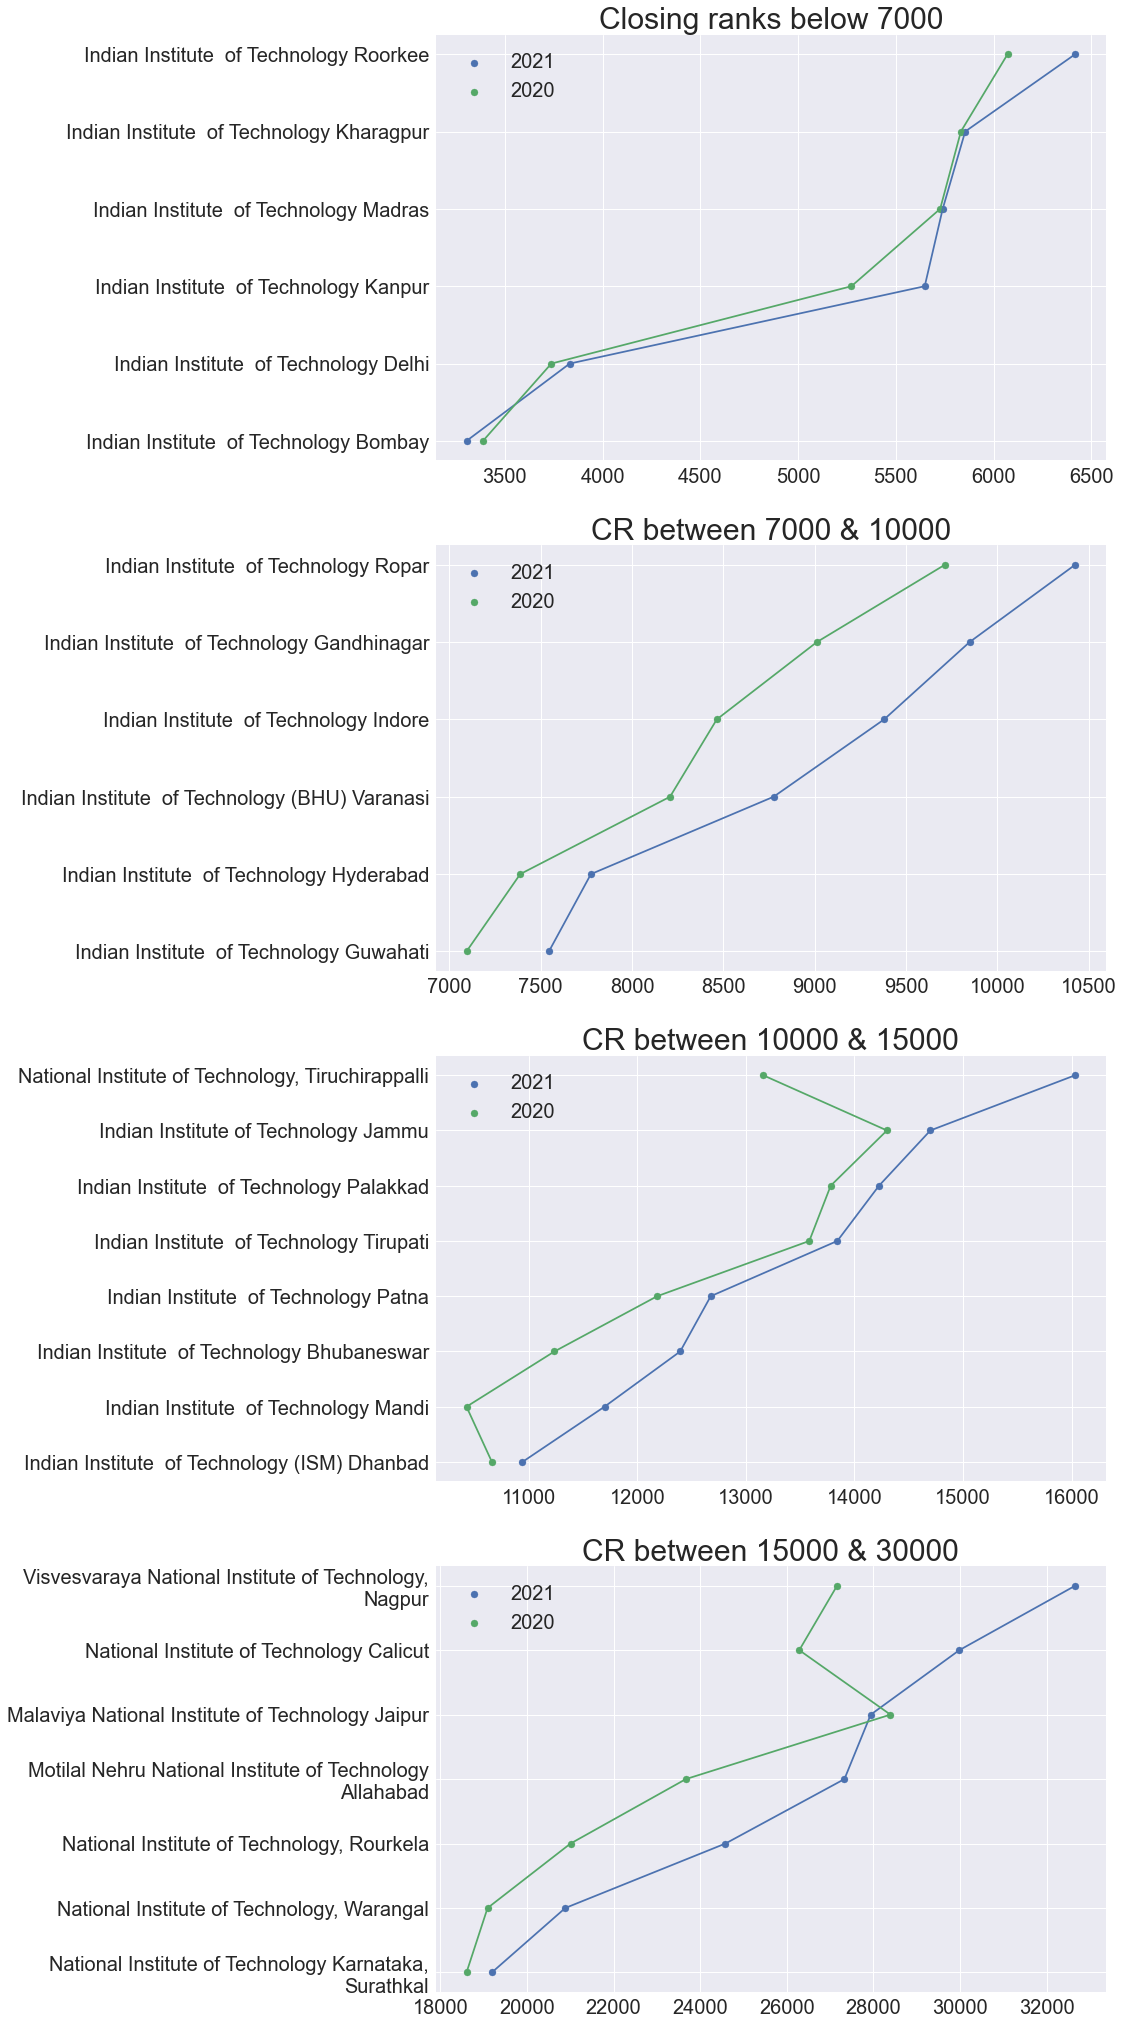 Closing ranks below 7000
Indian Institute  of Technology Roorkee
2021
2020
Indian Institute  of Technology Kharagpur
Indian Institute  of Technology Madras
Indian Institute  of Technology Kanpur
Indian Institute  of Technology Delhi
Indian Institute  of Technology Bombay
3500 4000 4500 5000 5500 6000 6500
CR between 7000 & 10000
Indian Institute  of Technology Ropar
2021
2020
Indian Institute  of Technology Gandhinagar
Indian Institute  of Technology Indore
Indian Institute  of Technology (BHU) Varanasi
Indian Institute  of Technology Hyderabad
Indian Institute  of Technology Guwahati
7000 7500 8000 8500 9000 9500 10000 10500
CR between 10000 & 15000
National Institute of Technology, Tiruchirappalli
2021
2020
Indian Institute of Technology Jammu
Indian Institute  of Technology Palakkad
Indian Institute  of Technology Tirupati
Indian Institute  of Technology Patna
Indian Institute  of Technology Bhubaneswar
Indian Institute  of Technology Mandi
Indian Institute  of Technology (ISM) Dhanbad
11000 12000 13000 14000 15000 16000
CR between 15000 & 30000
Visvesvaraya National Institute of Technology,
Nagpur
2021
2020
National Institute of Technology Calicut
Malaviya National Institute of Technology Jaipur
Motilal Nehru National Institute of Technology
Allahabad
National Institute of Technology, Rourkela
National Institute of Technology, Warangal
National Institute of Technology Karnataka,
Surathkal
18000 20000 22000 24000 26000 28000 30000 32000